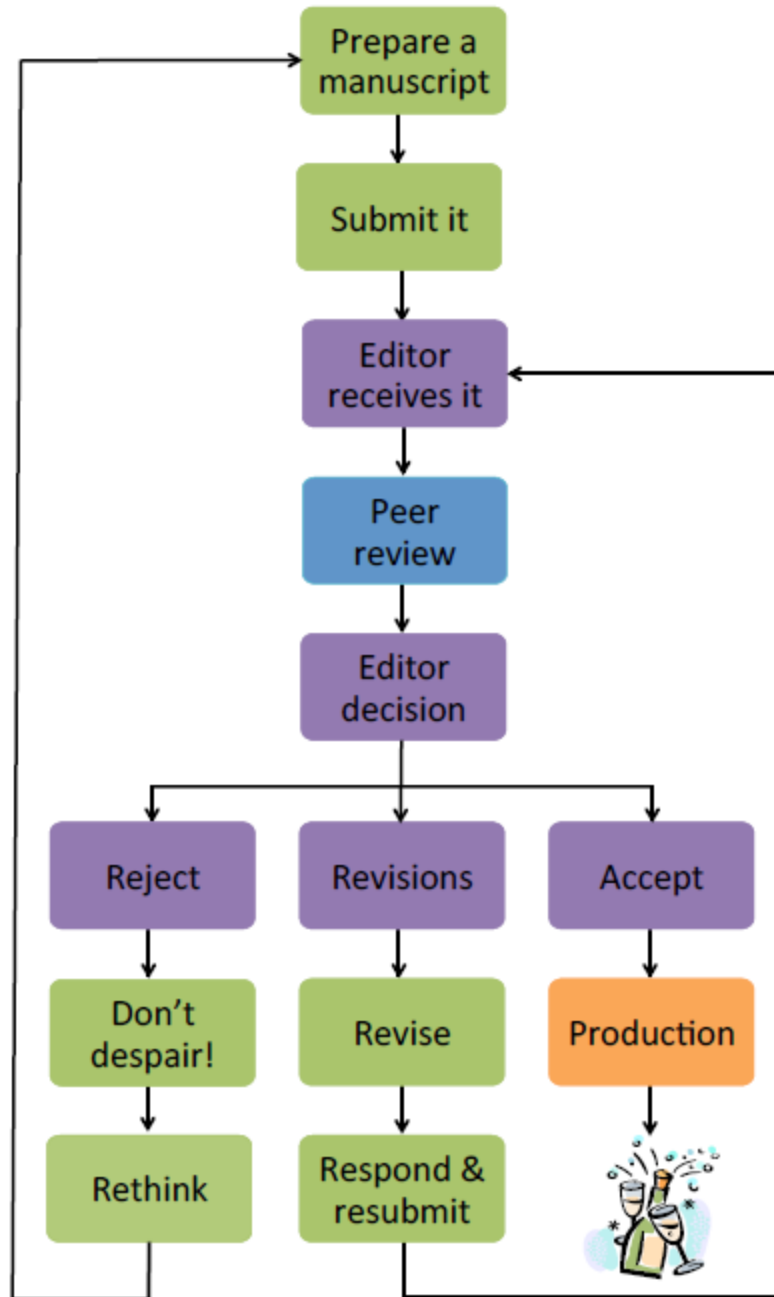 Prepare a
manuscript
Submit it
Editor
receives it
Peer
review
Editor
decision
Reject
Revisions
Accept
Don’t
despair!
Revise
Production
Rethink
Respond &
resubmit